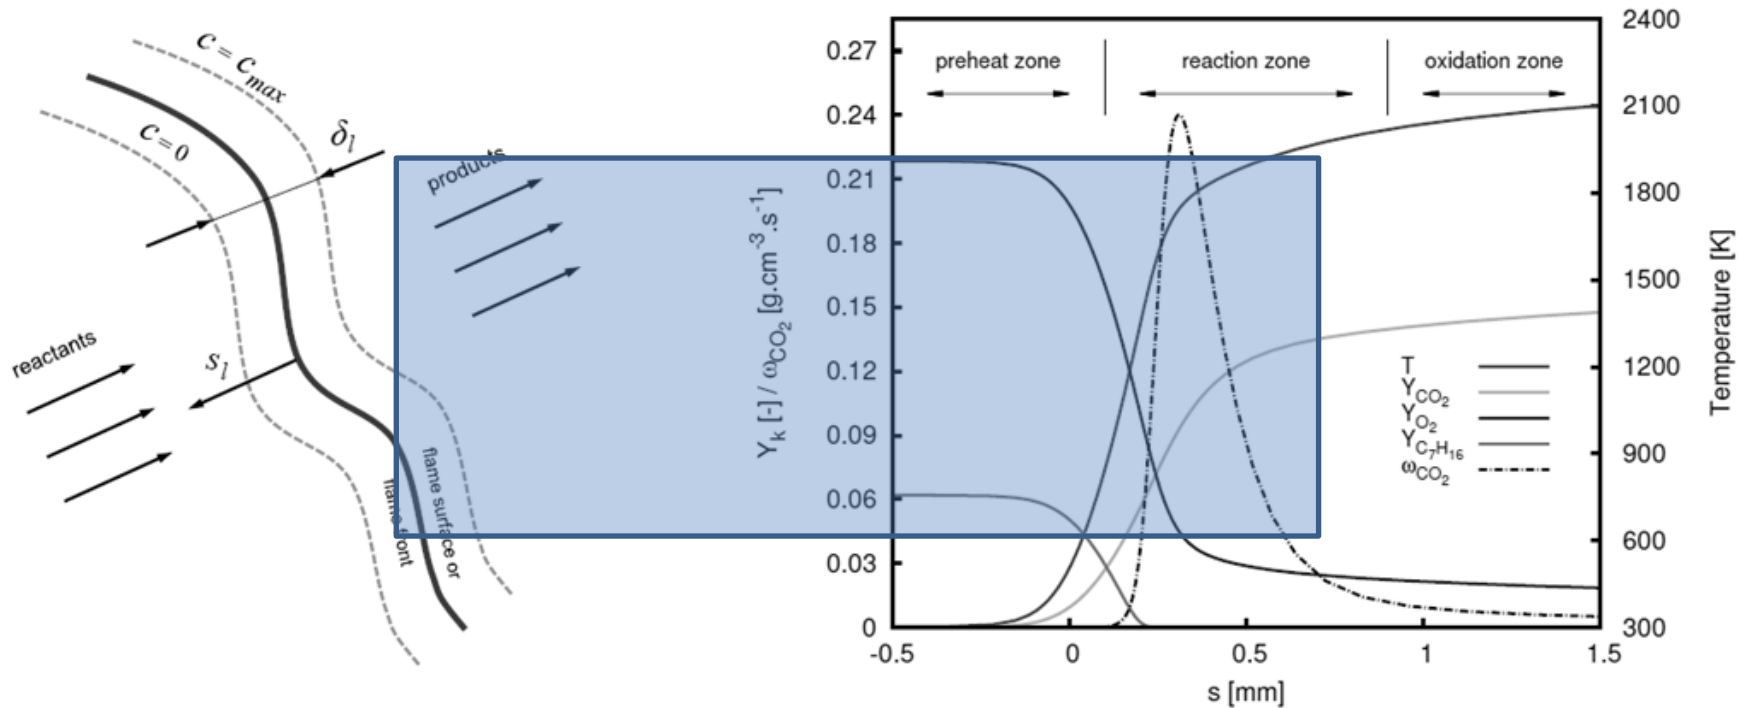 c = c_max
c = 0
δ_l
products
reactants
s_l
flame surface or
flame front
preheat zone
reaction zone
oxidation zone
Y_k [-] / ω_CO₂ [g.cm⁻³.s⁻¹]
0.27
0.24
0.21
0.18
0.15
0.12
0.09
0.06
0.03
0
-0.5
0
0.5
1
1.5
s [mm]
2400
2100
1800
1500
1200
900
600
300
Temperature [K]
T
Y_CO₂
Y_O₂
Y_C₇H₁₆
ω_CO₂